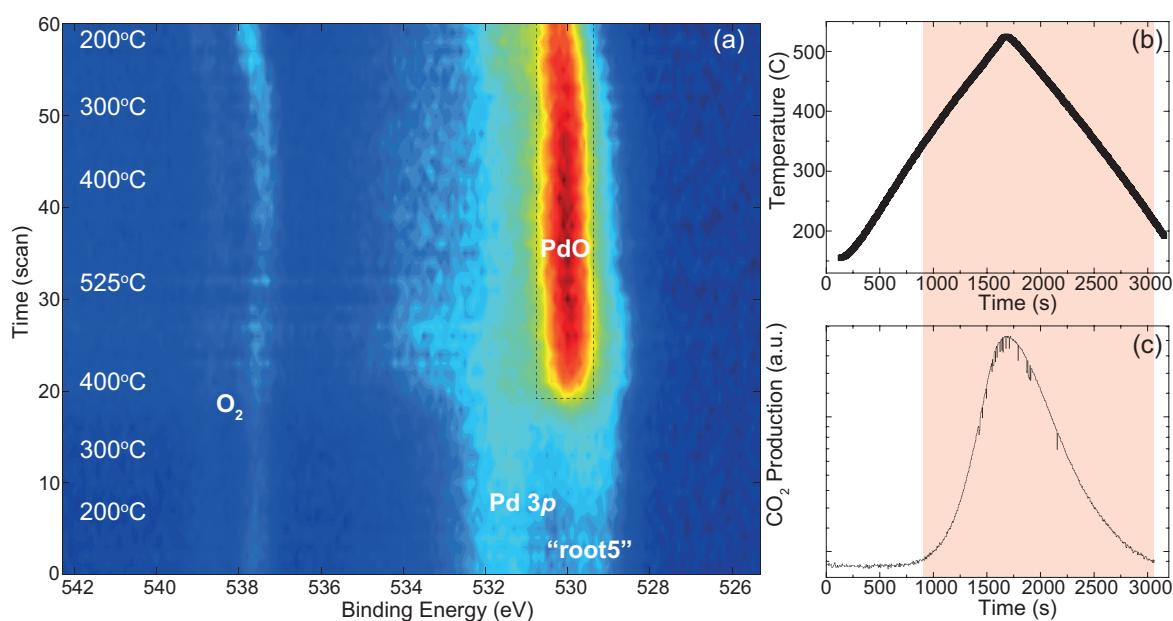 60
50
40
30
20
10
0
Time (scan)
200°C
300°C
400°C
525°C
400°C
300°C
200°C
(a)
PdO
O2
Pd 3p
“root5”
542 540 538 536 534 532 530 528 526
Binding Energy (eV)
(b)
500
400
300
200
Temperature (C)
0 500 1000 1500 2000 2500 3000
Time (s)
(c)
CO2 Production (a.u.)
0 500 1000 1500 2000 2500 3000
Time (s)